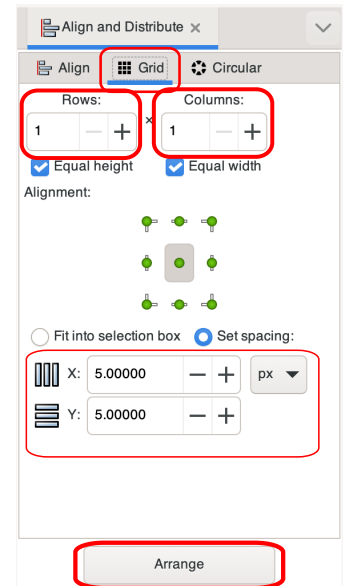 Align and Distribute ×
Align Grid Circular
Rows: Columns:
1 — + × 1 — +
Equal height Equal width
Alignment:
Fit into selection box Set spacing:
X: 5.00000 — + px
Y: 5.00000 — +
Arrange